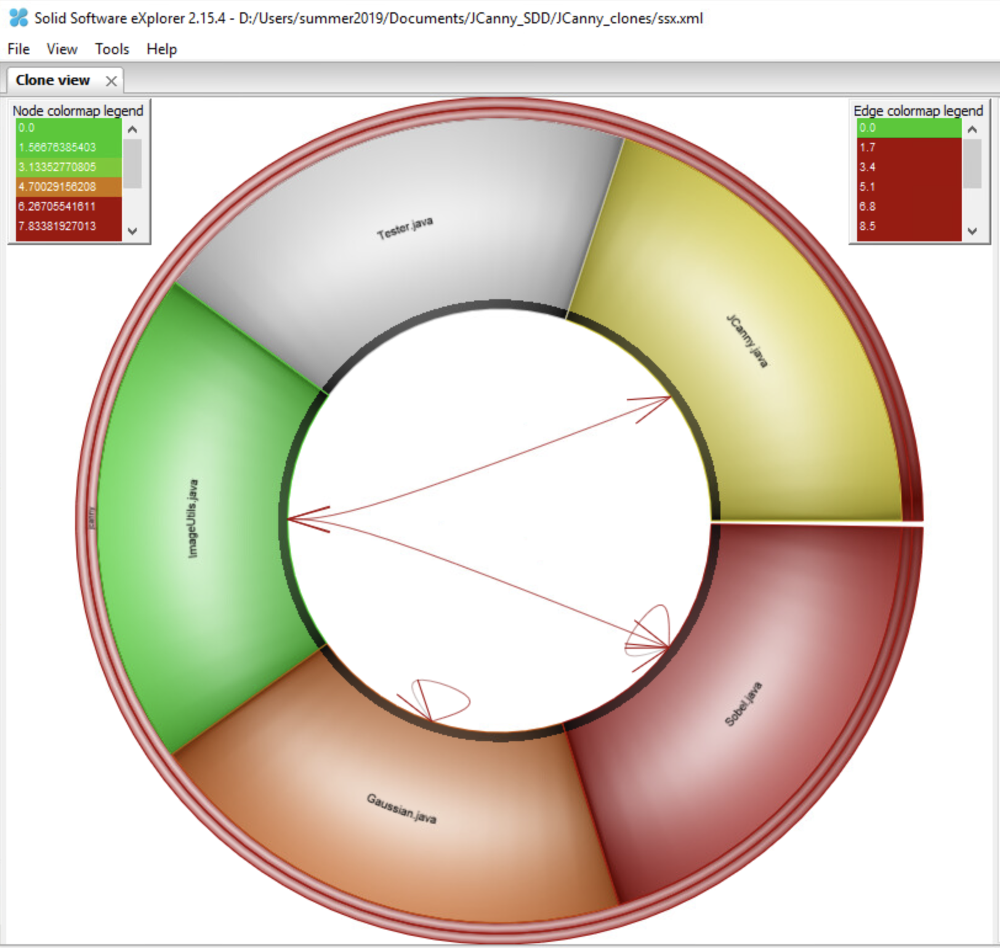 Solid Software eXplorer 2.15.4 - D:/Users/summer2019/Documents/JCanny_SDD/JCanny_clones/ssx.xml
File View Tools Help
Clone view
Node colormap legend
0.0
1.56676385403
3.13352770805
4.70029156208
6.26705541611
7.83381927013
Edge colormap legend
0.0
1.7
3.4
5.1
6.8
8.5
Tester.java
JCanny.java
ImageUtils.java
jcanny
Sobel.java
Gaussian.java